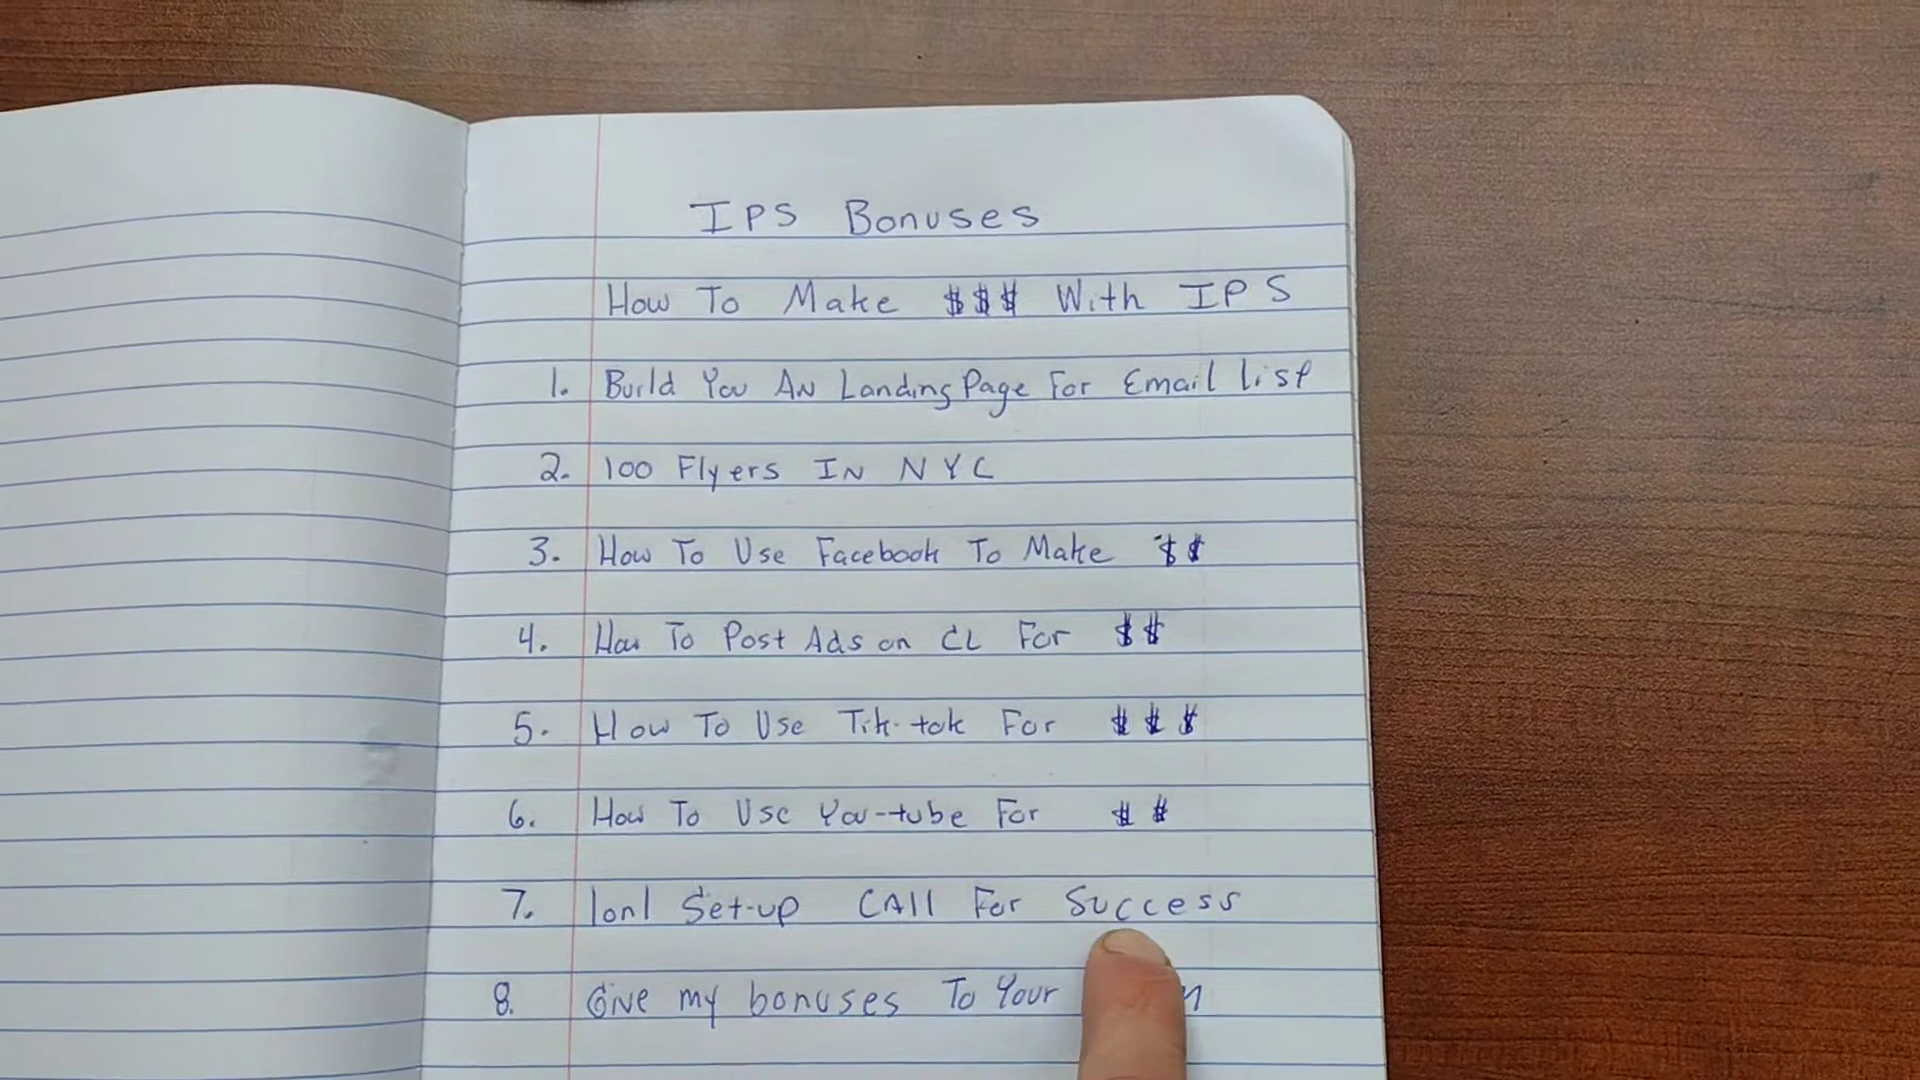 IPS Bonuses
How To Make $$$ With IPS
1. Build You An Landing Page For Email list
2. 100 Flyers IN NYC
3. How To Use Facebook To Make $$
4. How To Post Ads on CL For $$
5. How To Use Tik-tok For $$$
6. How To Use You-tube For $$
7. 1on1 Set-up CAll For Success
8. Give my bonuses To Your